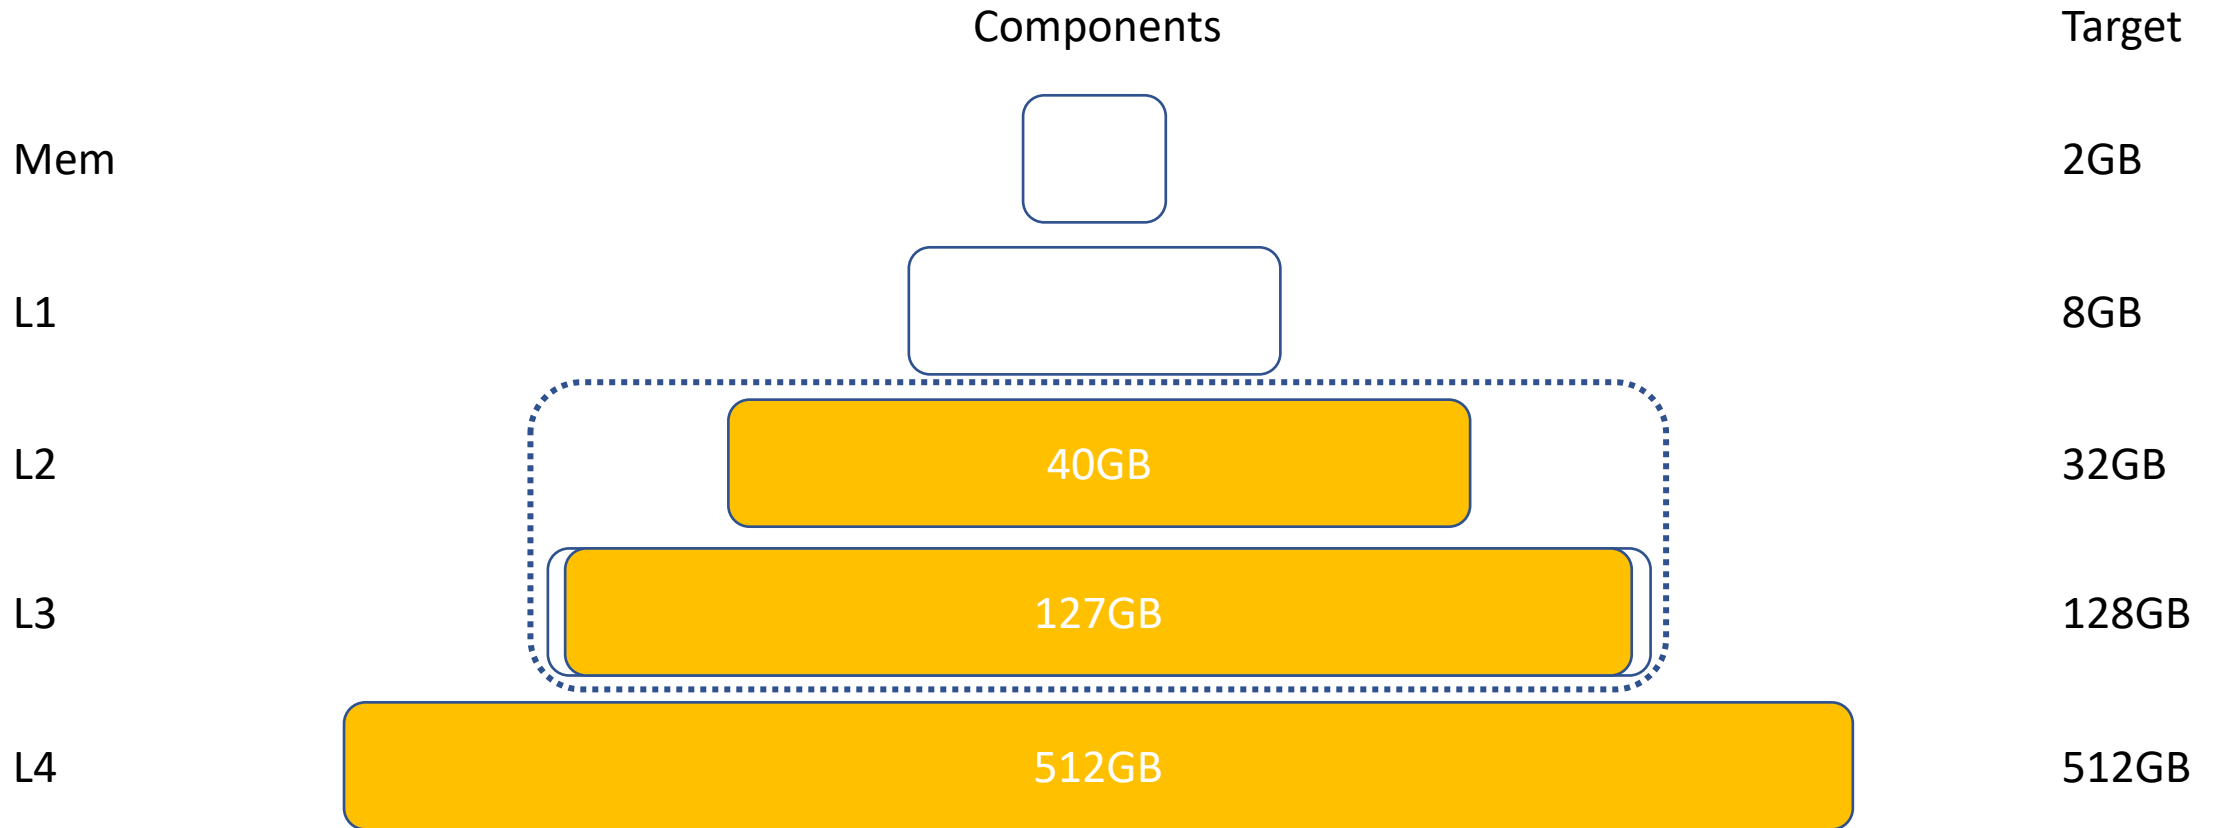 Components Target
Mem 2GB
L1 8GB
L2 40GB 32GB
L3 127GB 128GB
L4 512GB 512GB